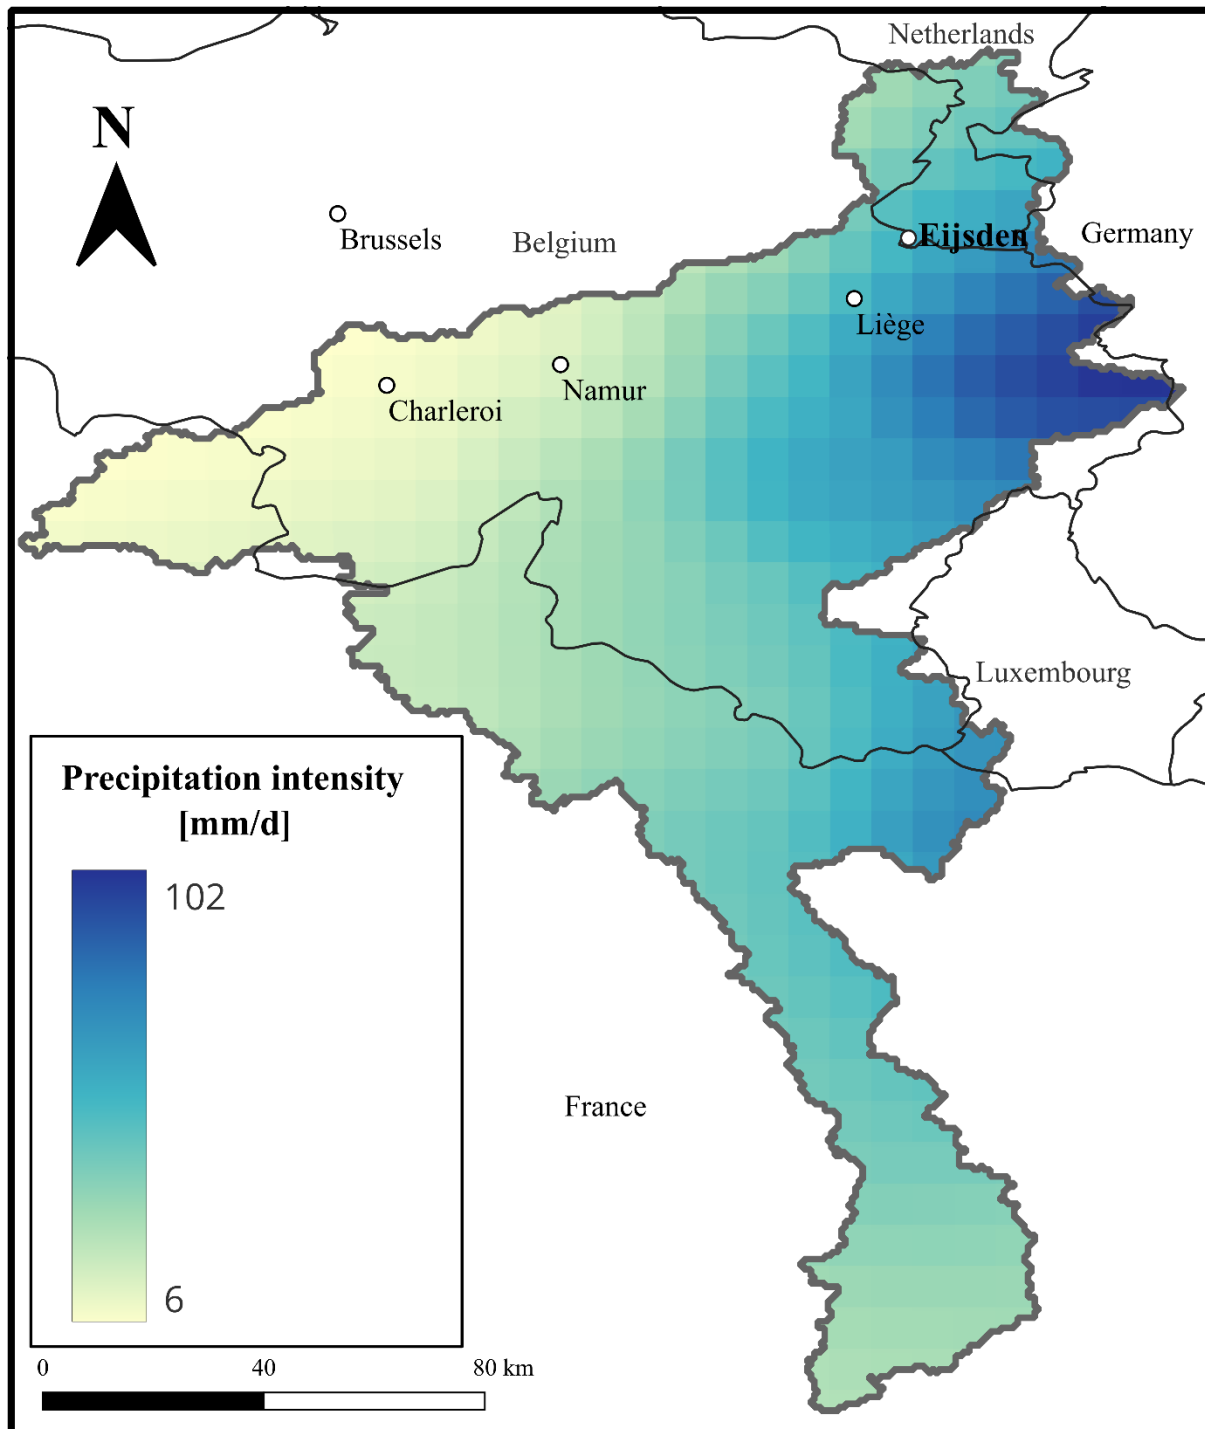 Netherlands
N
Brussels
Belgium
Eijsden
Germany
Liège
Namur
Charleroi
Luxembourg
Precipitation intensity
[mm/d]
102
6
France
0 40 80 km